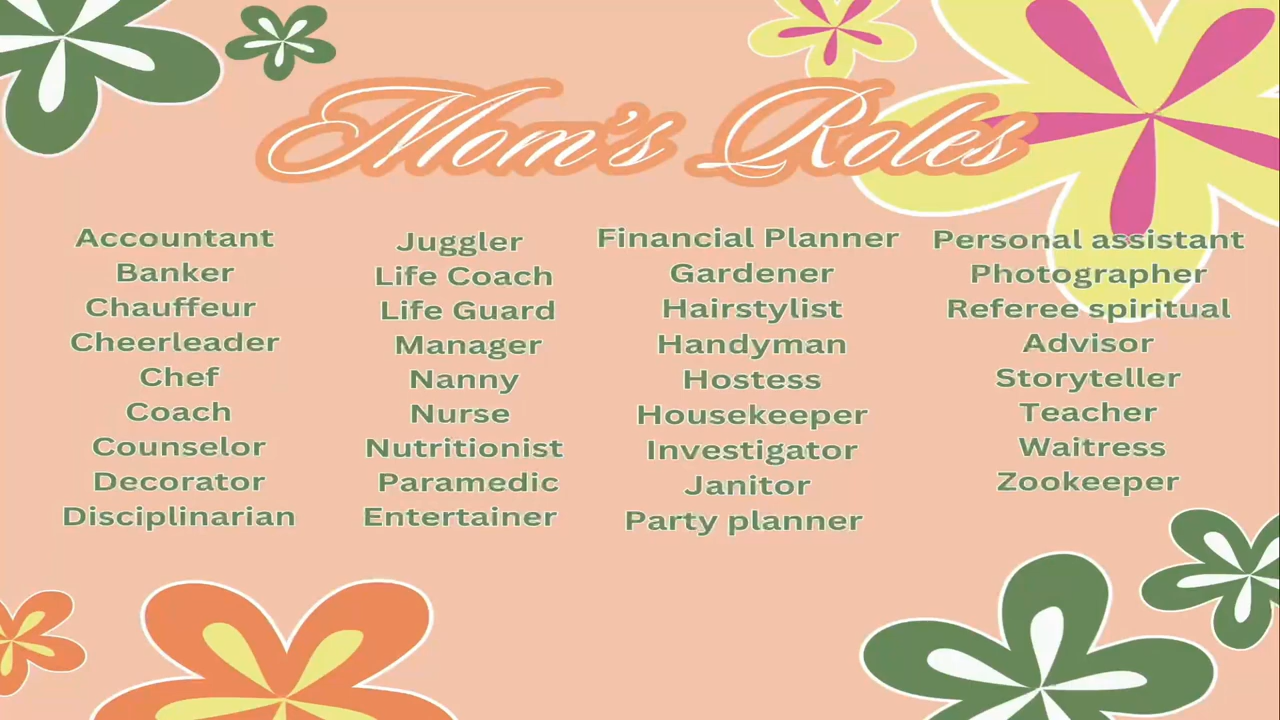 Mom's Roles
Accountant
Banker
Chauffeur
Cheerleader
Chef
Coach
Counselor
Decorator
Disciplinarian
Juggler
Life Coach
Life Guard
Manager
Nanny
Nurse
Nutritionist
Paramedic
Entertainer
Financial Planner
Gardener
Hairstylist
Handyman
Hostess
Housekeeper
Investigator
Janitor
Party planner
Personal assistant
Photographer
Referee spiritual
Advisor
Storyteller
Teacher
Waitress
Zookeeper